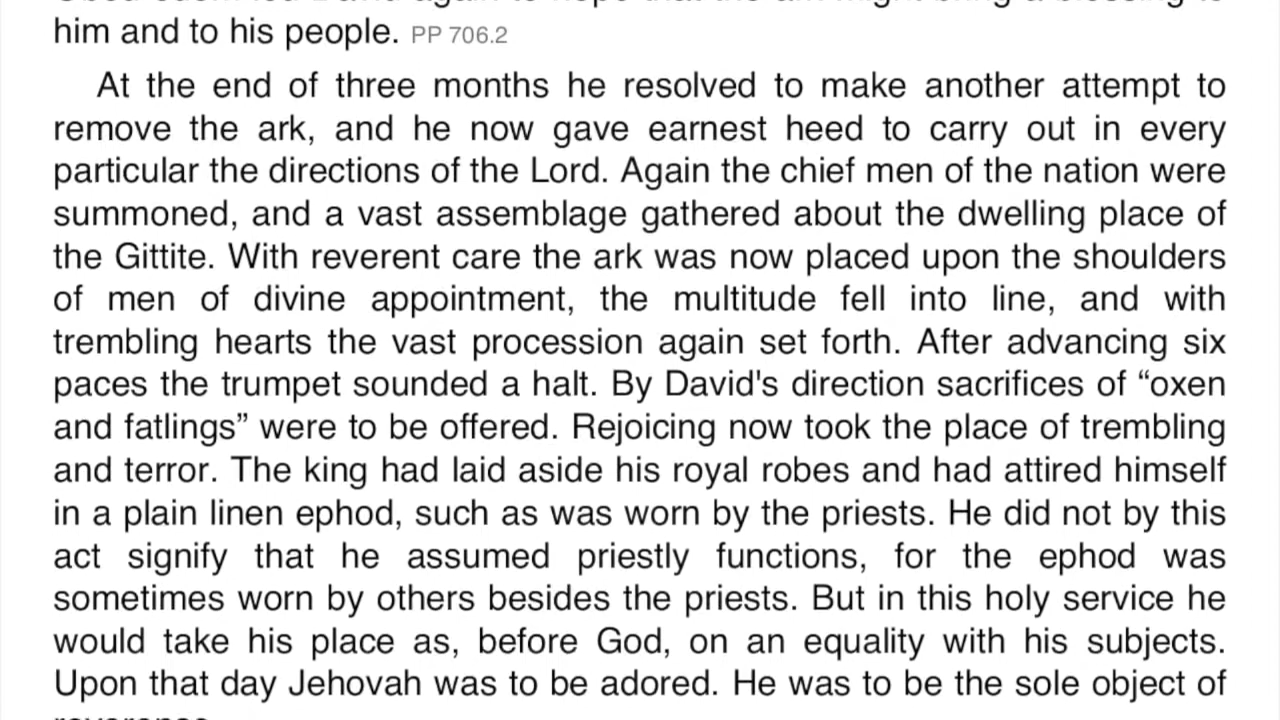 him and to his people. PP 706.2
At the end of three months he resolved to make another attempt to
remove the ark, and he now gave earnest heed to carry out in every
particular the directions of the Lord. Again the chief men of the nation were
summoned, and a vast assemblage gathered about the dwelling place of
the Gittite. With reverent care the ark was now placed upon the shoulders
of men of divine appointment, the multitude fell into line, and with
trembling hearts the vast procession again set forth. After advancing six
paces the trumpet sounded a halt. By David's direction sacrifices of “oxen
and fatlings” were to be offered. Rejoicing now took the place of trembling
and terror. The king had laid aside his royal robes and had attired himself
in a plain linen ephod, such as was worn by the priests. He did not by this
act signify that he assumed priestly functions, for the ephod was
sometimes worn by others besides the priests. But in this holy service he
would take his place as, before God, on an equality with his subjects.
Upon that day Jehovah was to be adored. He was to be the sole object of